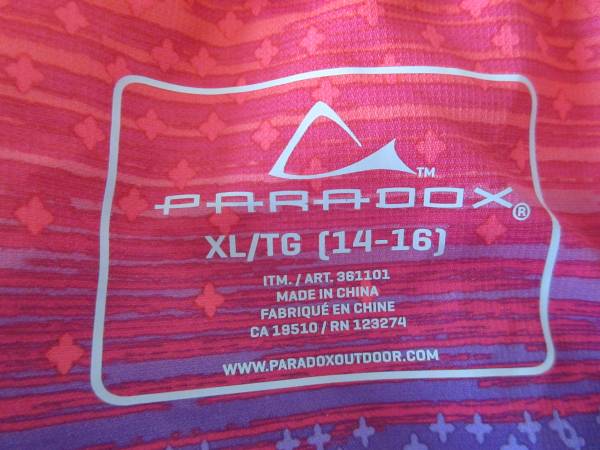 TM
PARADOX®
XL/TG (14-16)
ITM. / ART. 361101
MADE IN CHINA
FABRIQUÉ EN CHINE
CA 19510 / RN 123274
WWW.PARADOXOUTDOOR.COM